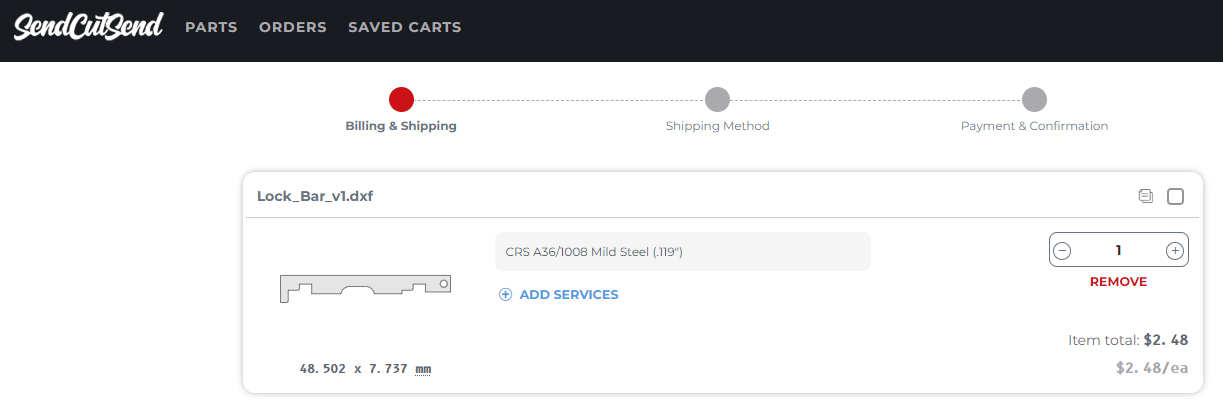 SendCutSend PARTS ORDERS SAVED CARTS
Billing & Shipping Shipping Method Payment & Confirmation
Lock_Bar_v1.dxf
CRS A36/1008 Mild Steel (.119") 1
REMOVE
ADD SERVICES
Item total: $2.48
48.502 x 7.737 mm $2.48/ea